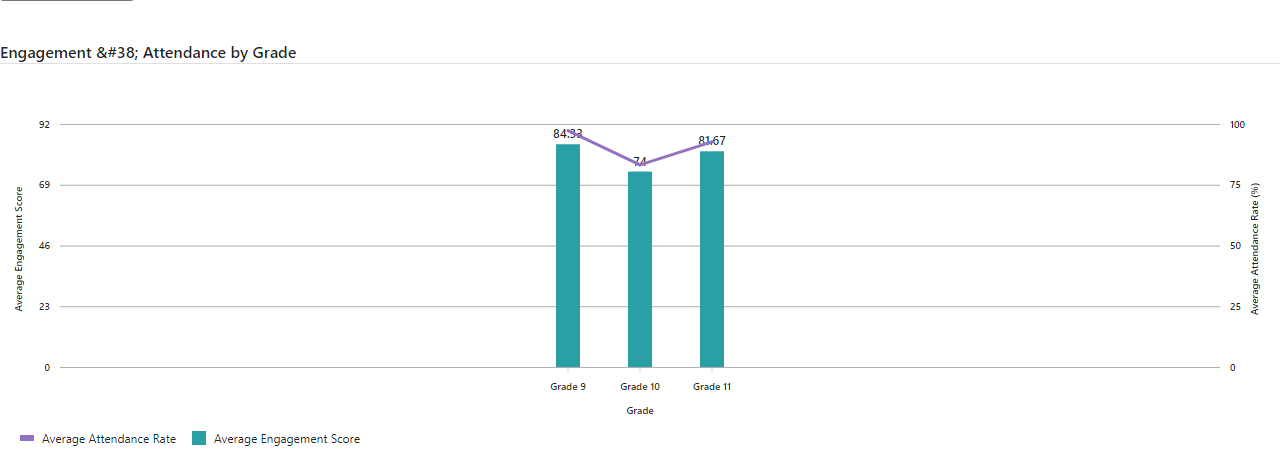 Engagement &#38; Attendance by Grade
92
69
46
23
0
Average Engagement Score
84.33
74
81.67
100
75
50
25
0
Average Attendance Rate (%)
Grade 9
Grade 10
Grade 11
Grade
Average Attendance Rate
Average Engagement Score